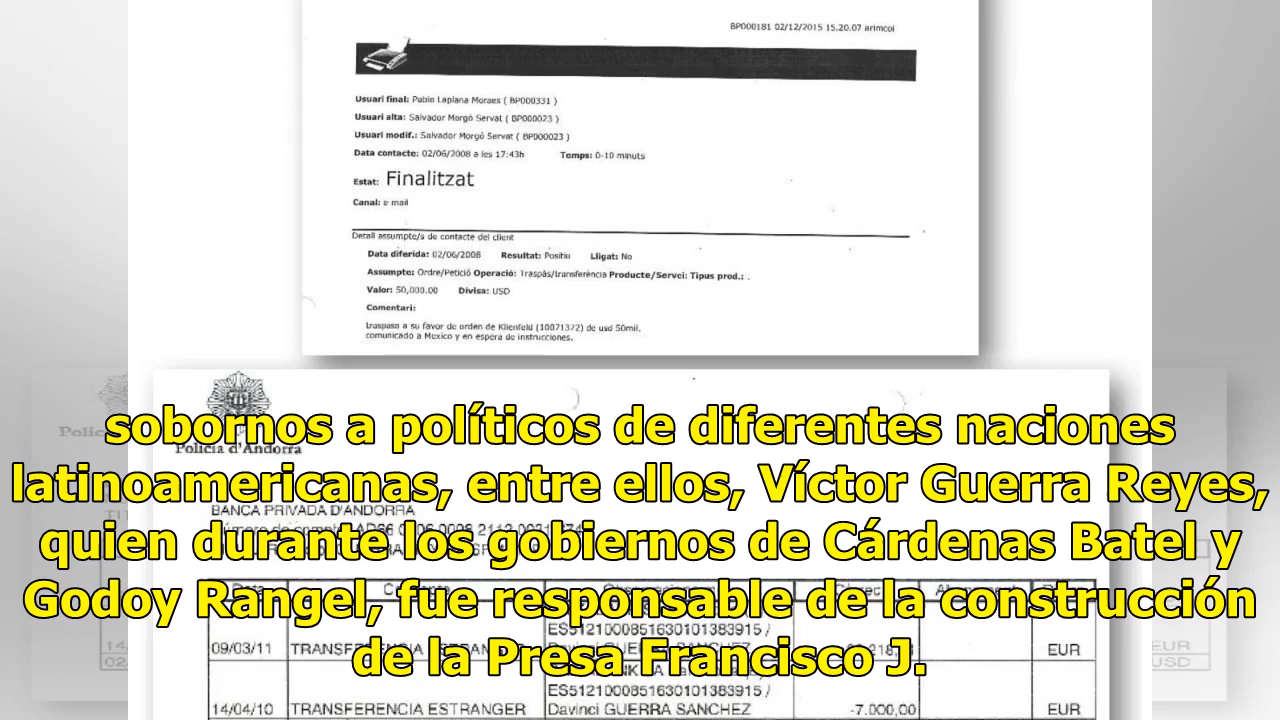 BP000181 02/12/2015 15.20.07 arimcol
Usuari final: Pablo Laplana Moraes ( BP000331 )
Usuari alta: Salvador Morgó Servat ( BP000023 )
Usuari modif.: Salvador Morgó Servat ( BP000023 )
Data contacte: 02/06/2008 a les 17:43h Temps: 0-10 minuts
Estat: Finalitzat
Canal: e-mail
Detall assumpte/s de contacte del client
Data diferida: 02/06/2008 Resultat: Positiu Lligat: No
Assumpte: Ordre/Petició Operació: Traspàs/transferència Producte/Servei: Tipus prod.: .
Valor: 50,000.00 Divisa: USD
Comentari:
traspaso a su favor de orden de Klienfeld (10071372) de usd 50mil.
comunicado a Mexico y en espera de instrucciones.
sobornos a políticos de diferentes naciones
Policia d'Andorra
latinoamericanas, entre ellos, Víctor Guerra Reyes,
BANCA PRIVADA D'ANDORRA
quien durante los gobiernos de Cárdenas Batel y
Godoy Rangel, fue responsable de la construcción
ES5121000851630101383915 /
09/03/11 EUR
de la Presa Francisco J.
ES5121000851630101383915 /
14/04/10 TRANSFERENCIA ESTRANGER Davinci GUERRA SANCHEZ -7.000,00 EUR